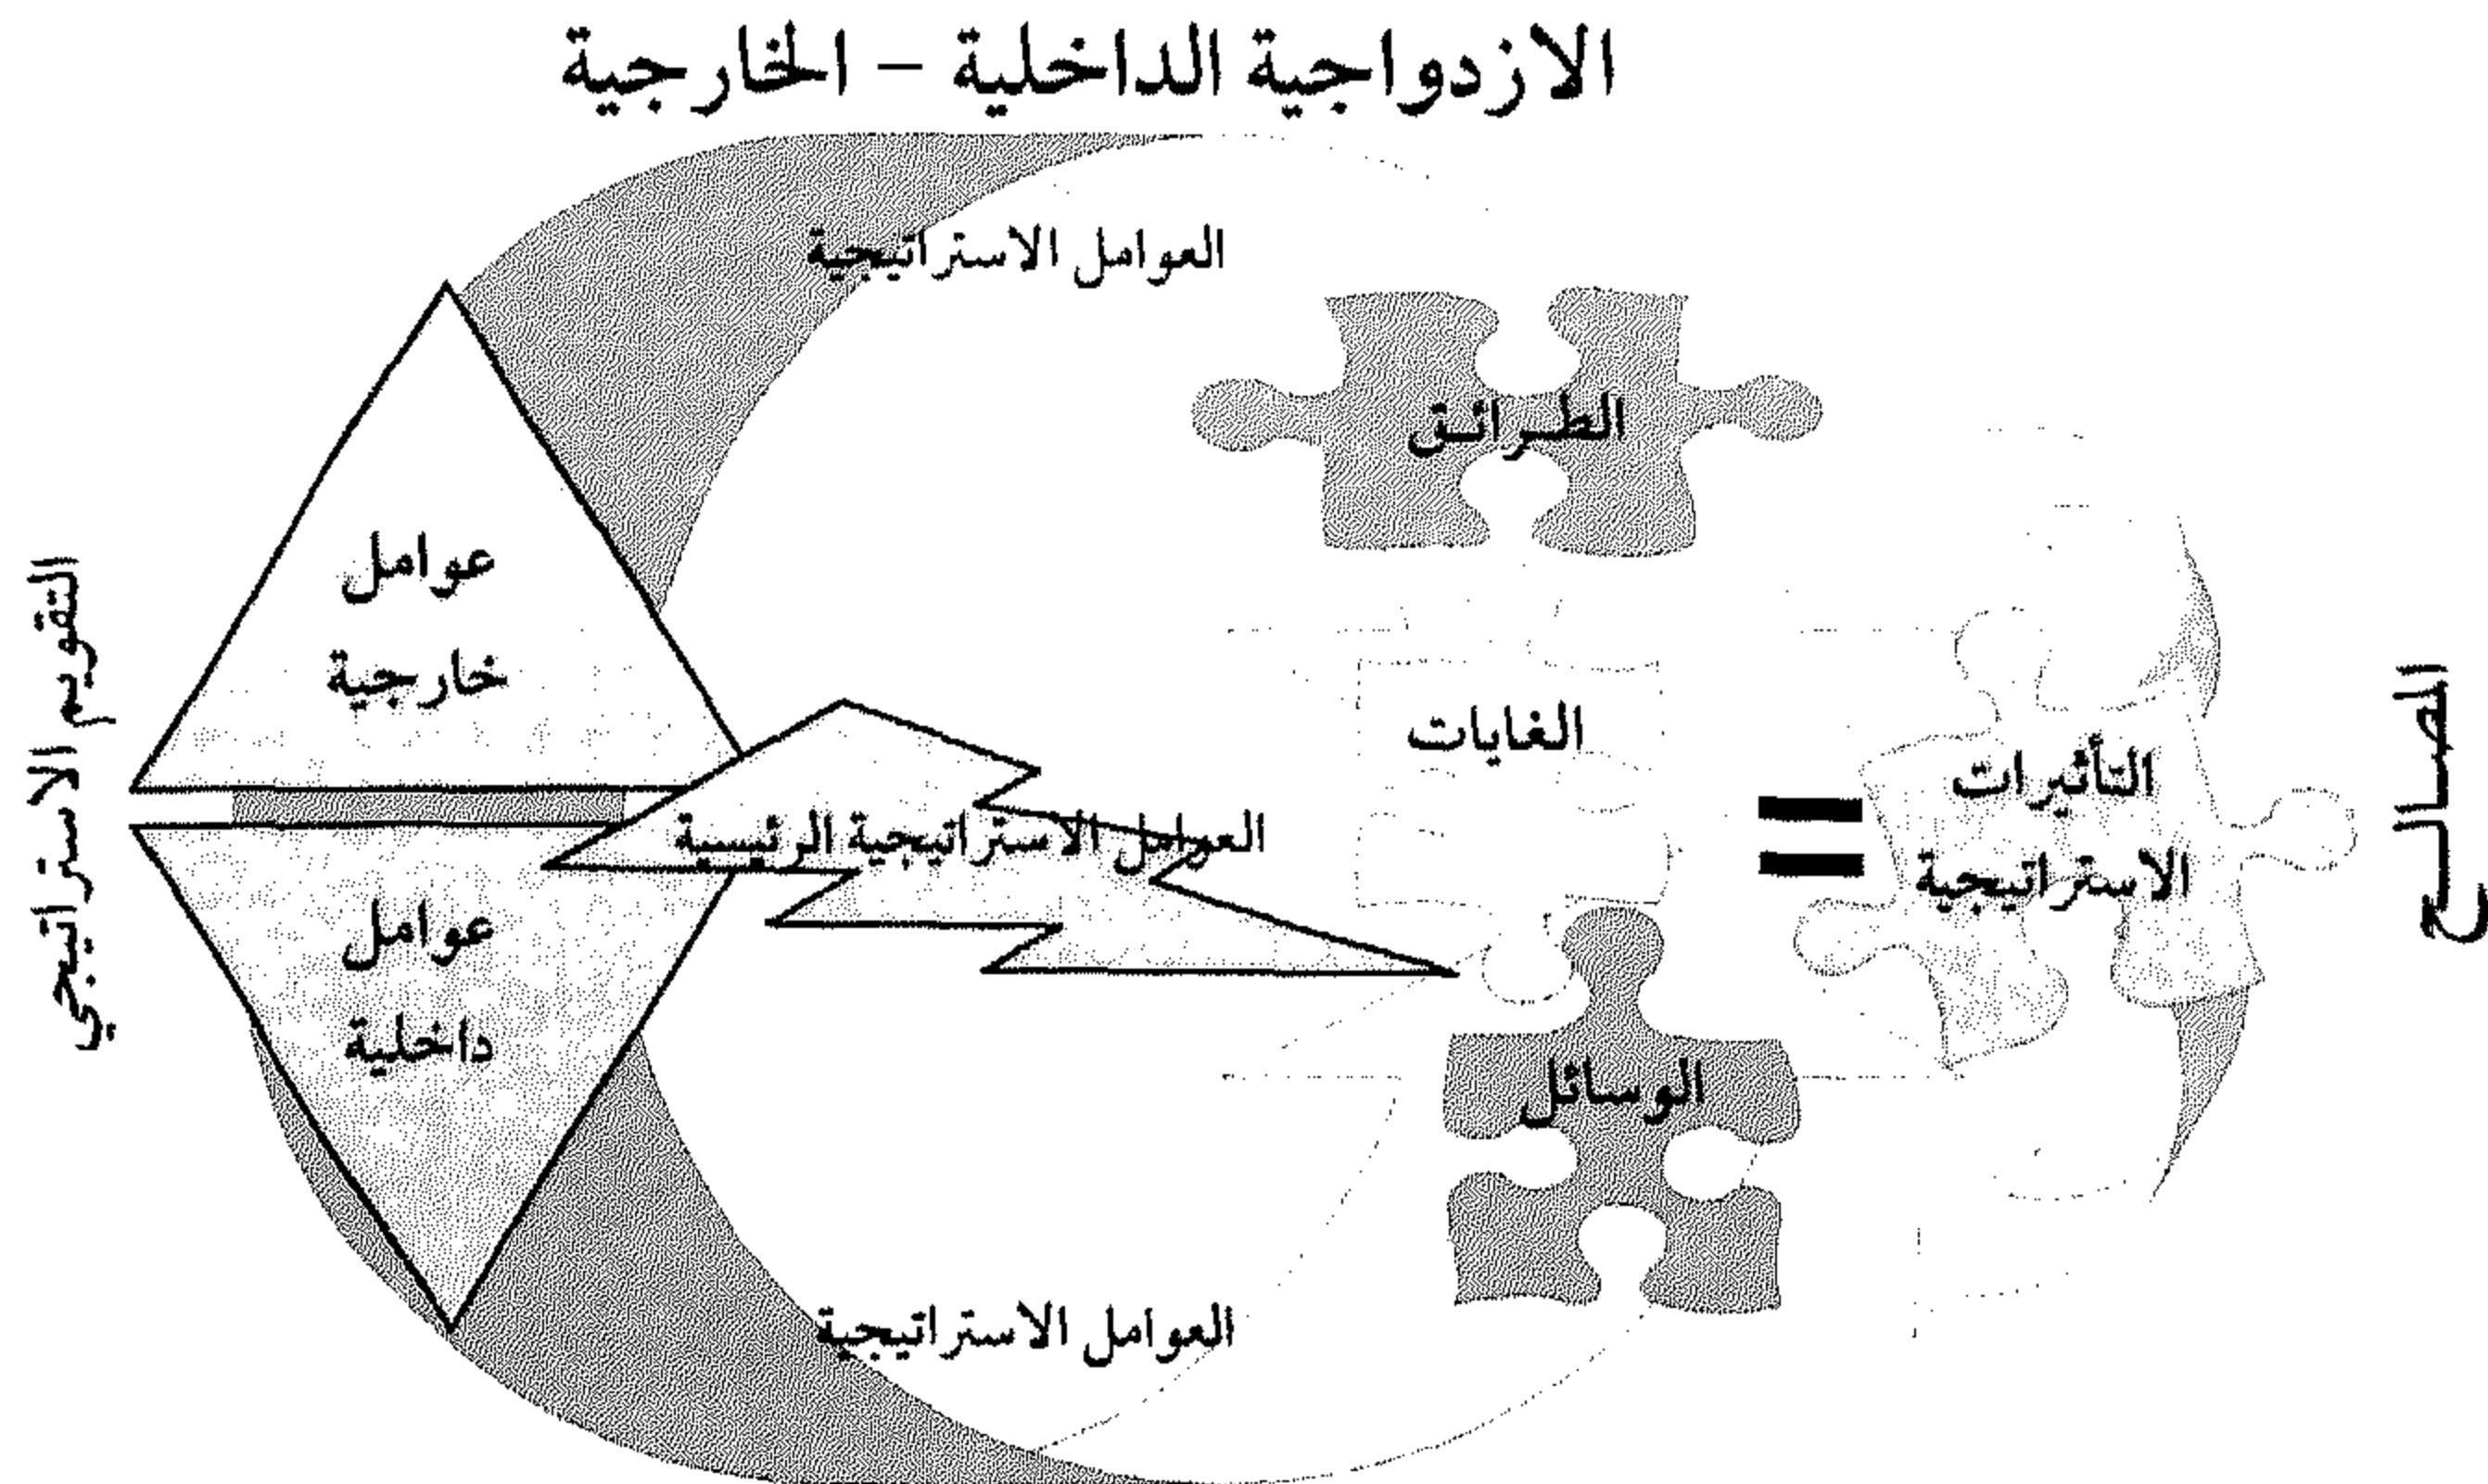 الازدواجية الداخلية – الخارجية
العوامل الاستراتيجية
الطرائق
عوامل
خارجية
التقويم الاستراتيجي
المصالح
الغايات
التأثيرات
الاستراتيجية
=
العوامل الاستراتيجية الرئيسية
عوامل
داخلية
الوسائل
العوامل الاستراتيجية